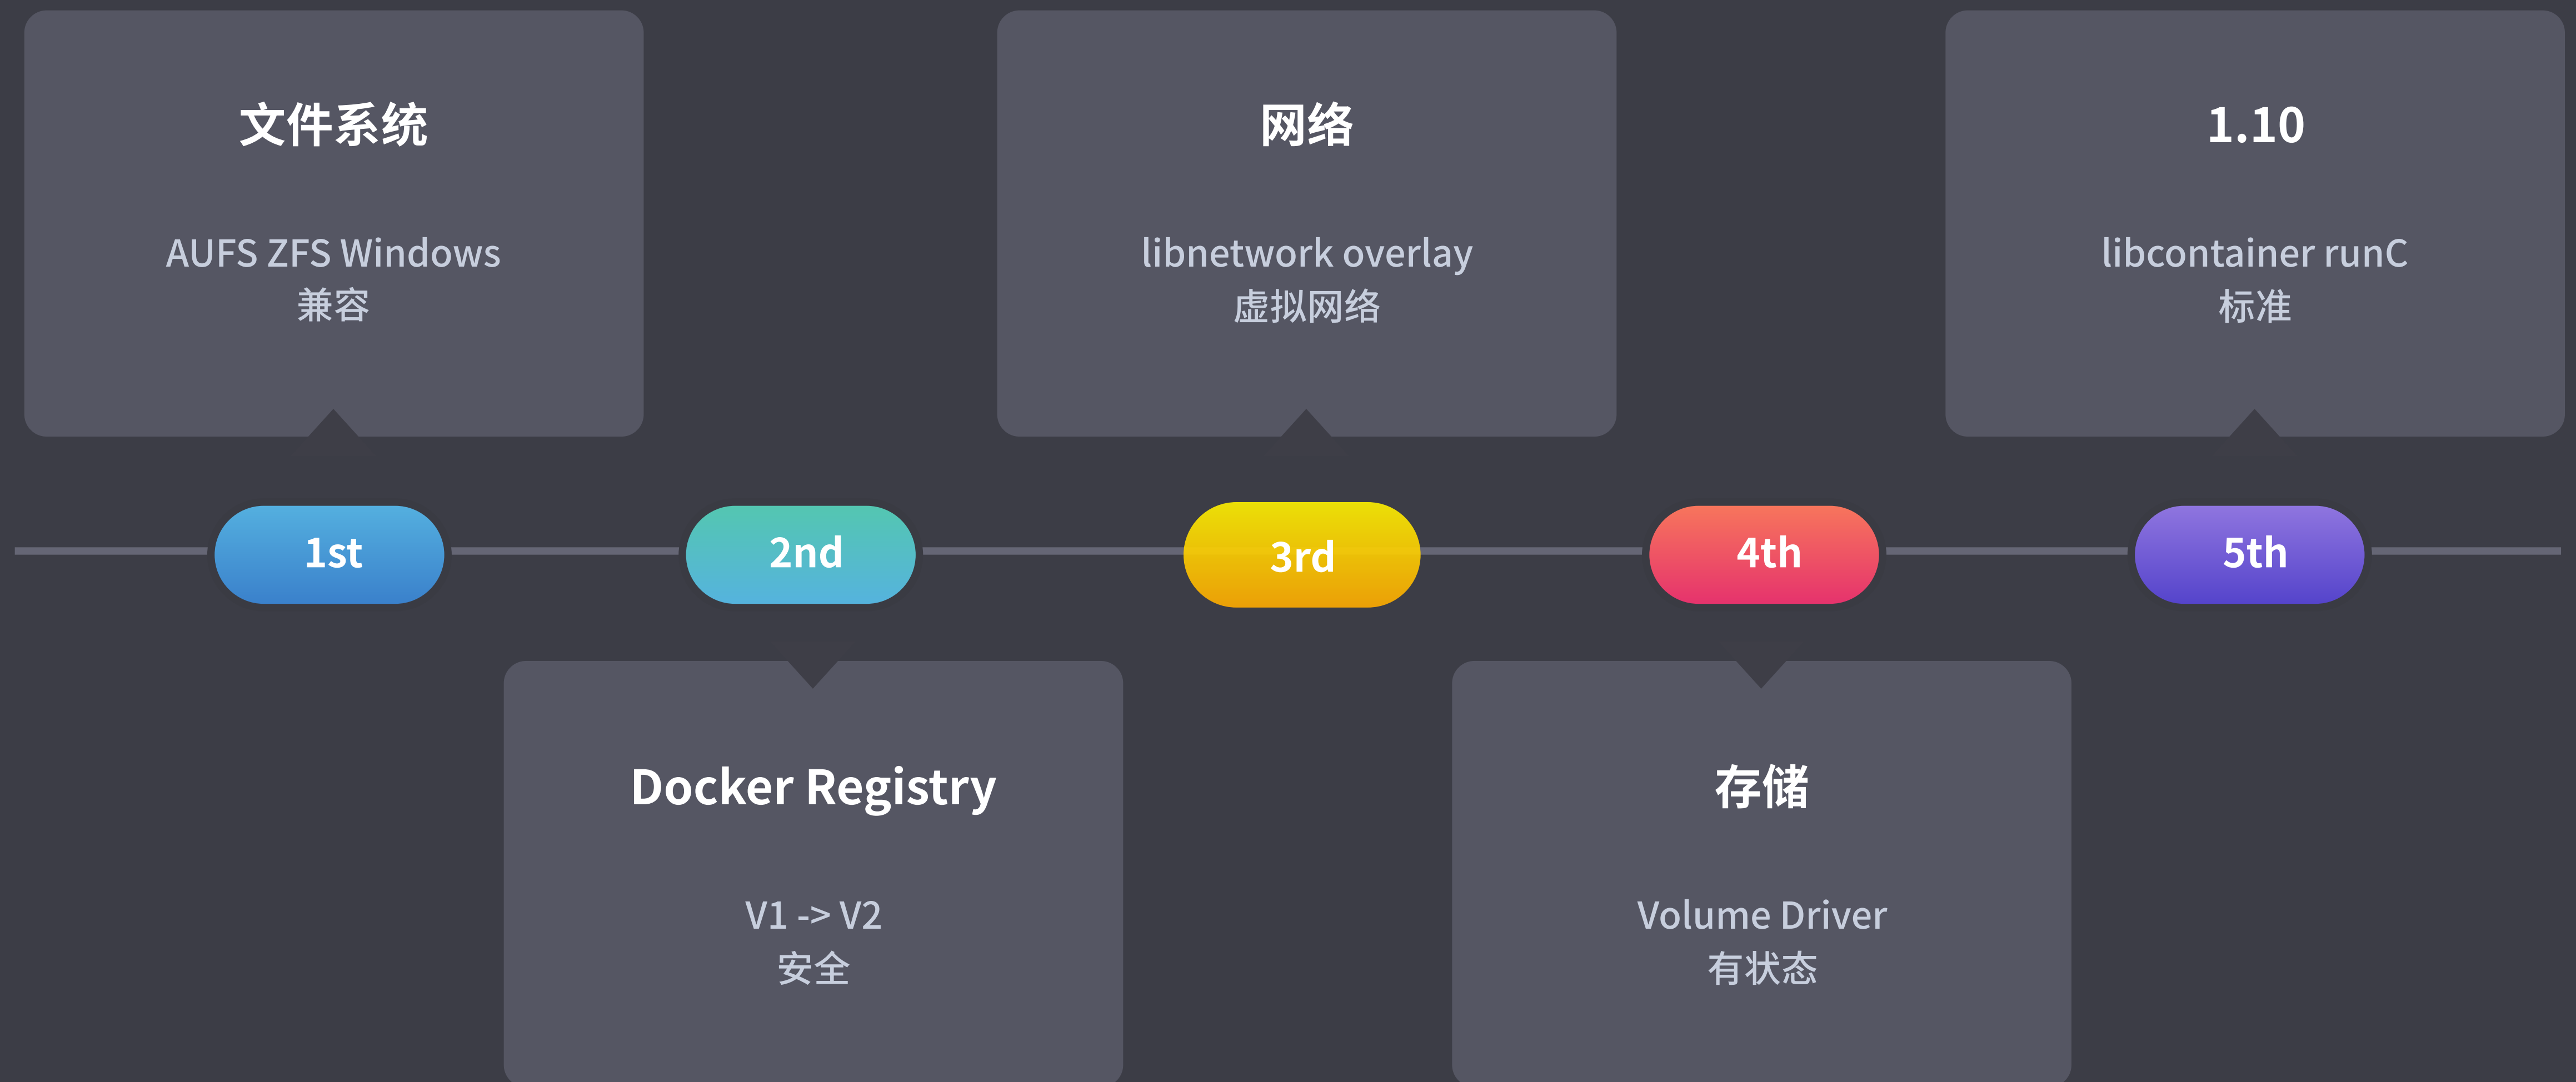 文件系统
AUFS ZFS Windows
兼容
网络
libnetwork overlay
虚拟网络
1.10
libcontainer runC
标准
1st
2nd
3rd
4th
5th
Docker Registry
V1 -> V2
安全
存储
Volume Driver
有状态